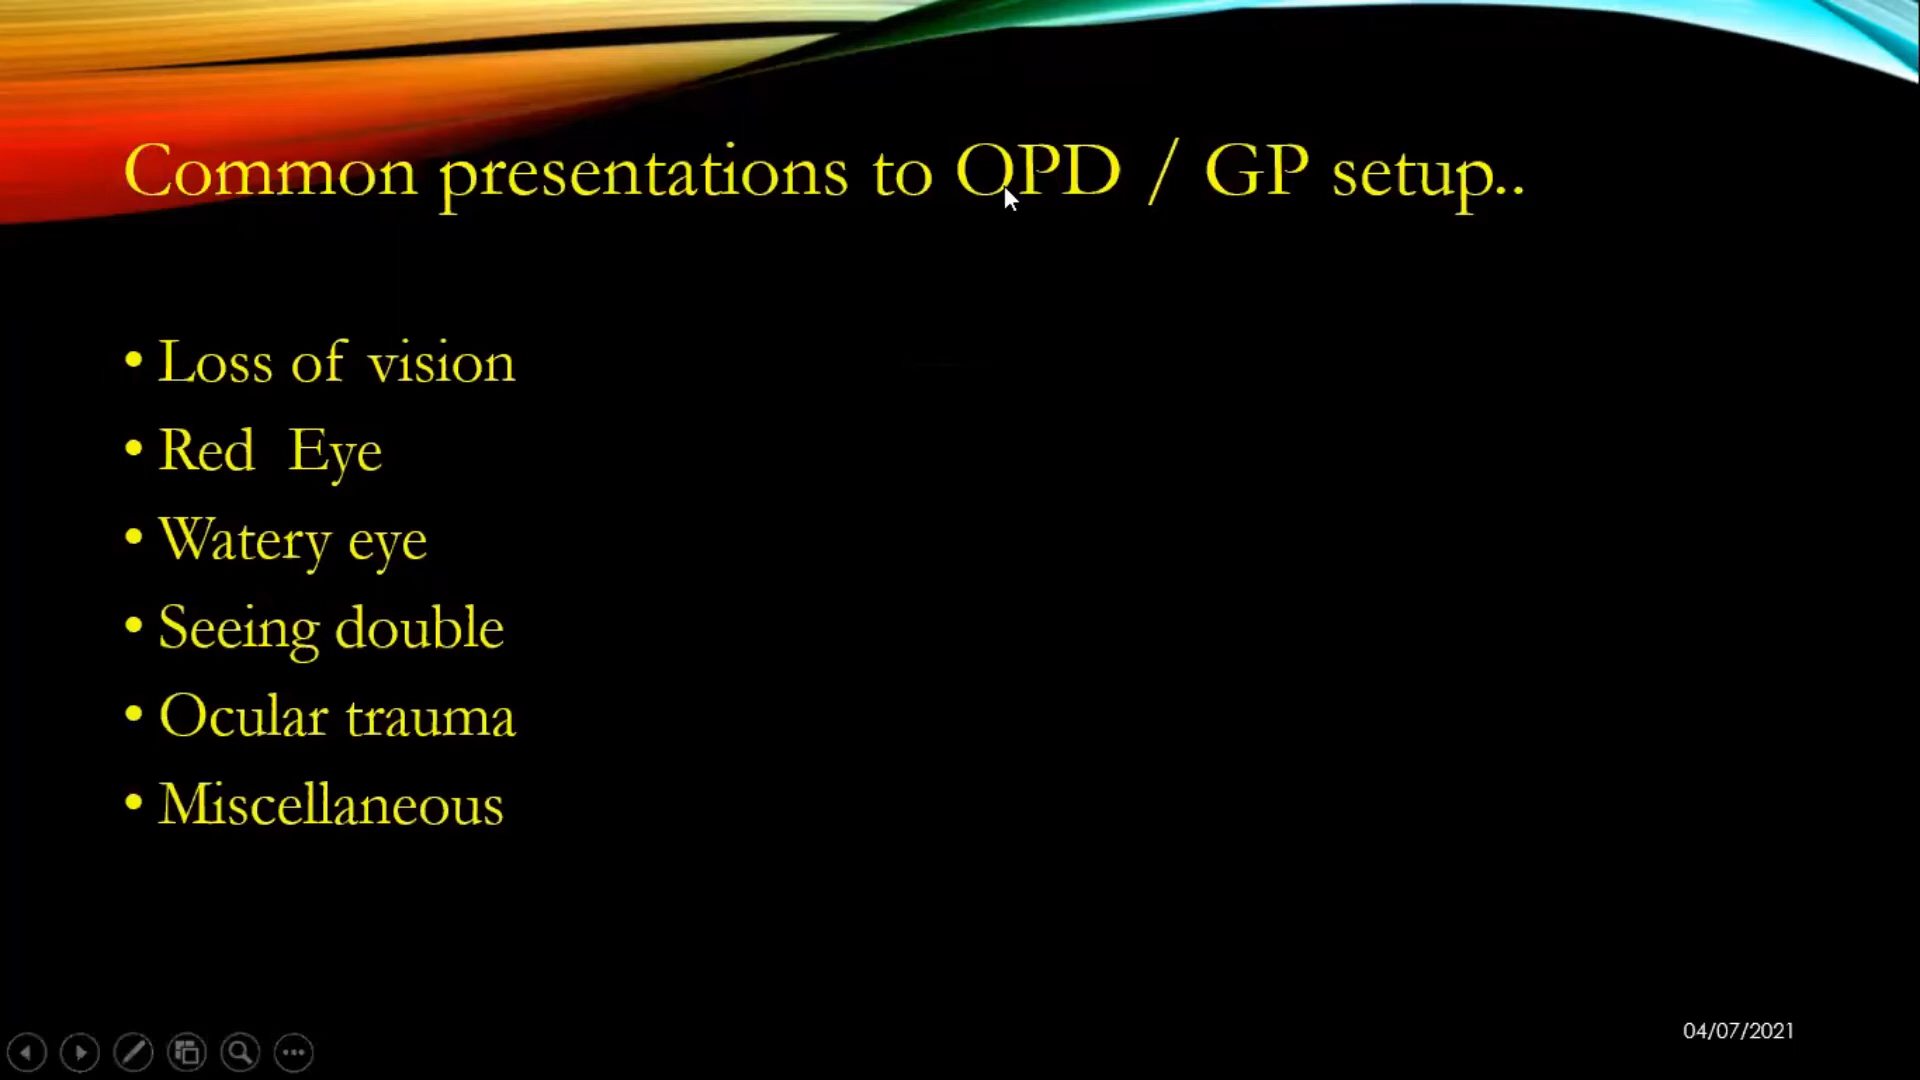 Common presentations to OPD / GP setup..
• Loss of vision
• Red Eye
• Watery eye
• Seeing double
• Ocular trauma
• Miscellaneous
04/07/2021